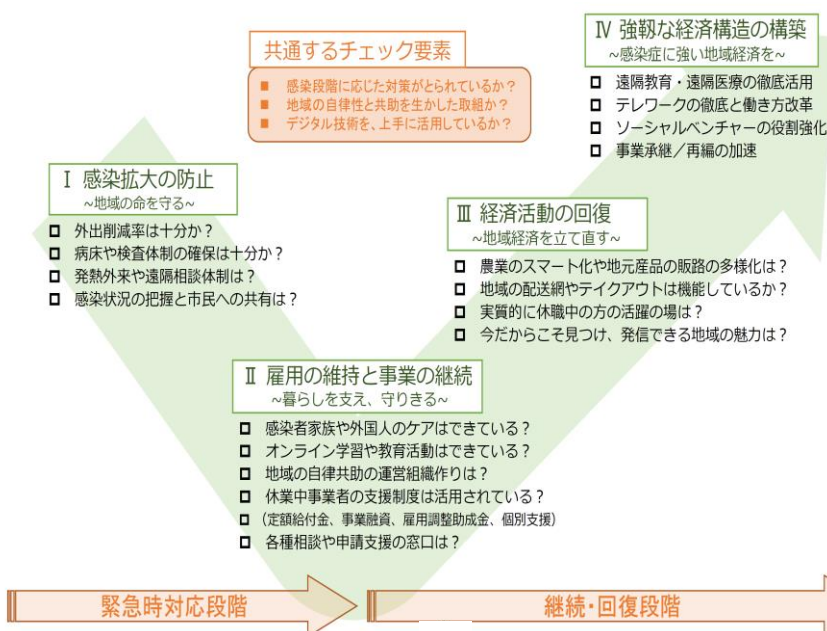 共通するチェック要素
■ 感染段階に応じた対策がとられているか？
■ 地域の自律性と共助を生かした取組か？
■ デジタル技術を、上手に活用しているか？
Ⅳ 強靱な経済構造の構築
~感染症に強い地域経済を~
□ 遠隔教育・遠隔医療の徹底活用
□ テレワークの徹底と働き方改革
□ ソーシャルベンチャーの役割強化
□ 事業承継／再編の加速
Ⅰ 感染拡大の防止
~地域の命を守る~
□ 外出削減率は十分か？
□ 病床や検査体制の確保は十分か？
□ 発熱外来や遠隔相談体制は？
□ 感染状況の把握と市民への共有は？
Ⅲ 経済活動の回復
~地域経済を立て直す~
□ 農業のスマート化や地元産品の販路の多様化は？
□ 地域の配送網やテイクアウトは機能しているか？
□ 実質的に休職中の方の活躍の場は？
□ 今だからこそ見つけ、発信できる地域の魅力は？
Ⅱ 雇用の維持と事業の継続
~暮らしを支え、守りきる~
□ 感染者家族や外国人のケアはできている？
□ オンライン学習や教育活動はできている？
□ 地域の自律共助の運営組織作りは？
□ 休業中事業者の支援制度は活用されている？
□ (定額給付金、事業融資、雇用調整助成金、個別支援)
□ 各種相談や申請支援の窓口は？
緊急時対応段階
継続･回復段階